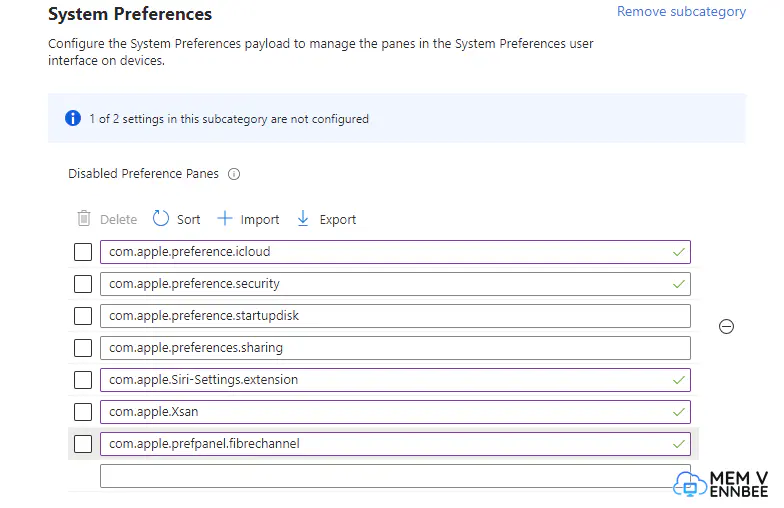 System Preferences
Remove subcategory
Configure the System Preferences payload to manage the panes in the System Preferences user
interface on devices.
1 of 2 settings in this subcategory are not configured
Disabled Preference Panes
Delete Sort Import Export
com.apple.preference.icloud
com.apple.preference.security
com.apple.preference.startupdisk
com.apple.preferences.sharing
com.apple.Siri-Settings.extension
com.apple.Xsan
com.apple.prefpanel.fibrechannel
MEM V
ENNBEE